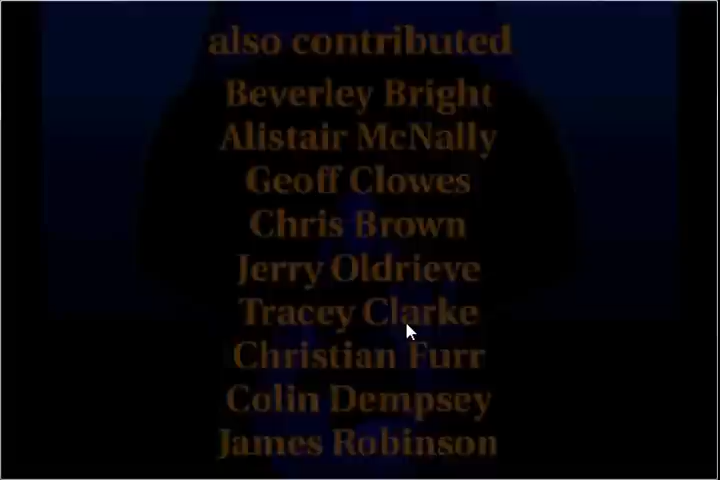 also contributed
Beverley Bright
Alistair McNally
Geoff Clowes
Chris Brown
Jerry Oldrieve
Tracey Clarke
Christian Furr
Colin Dempsey
James Robinson